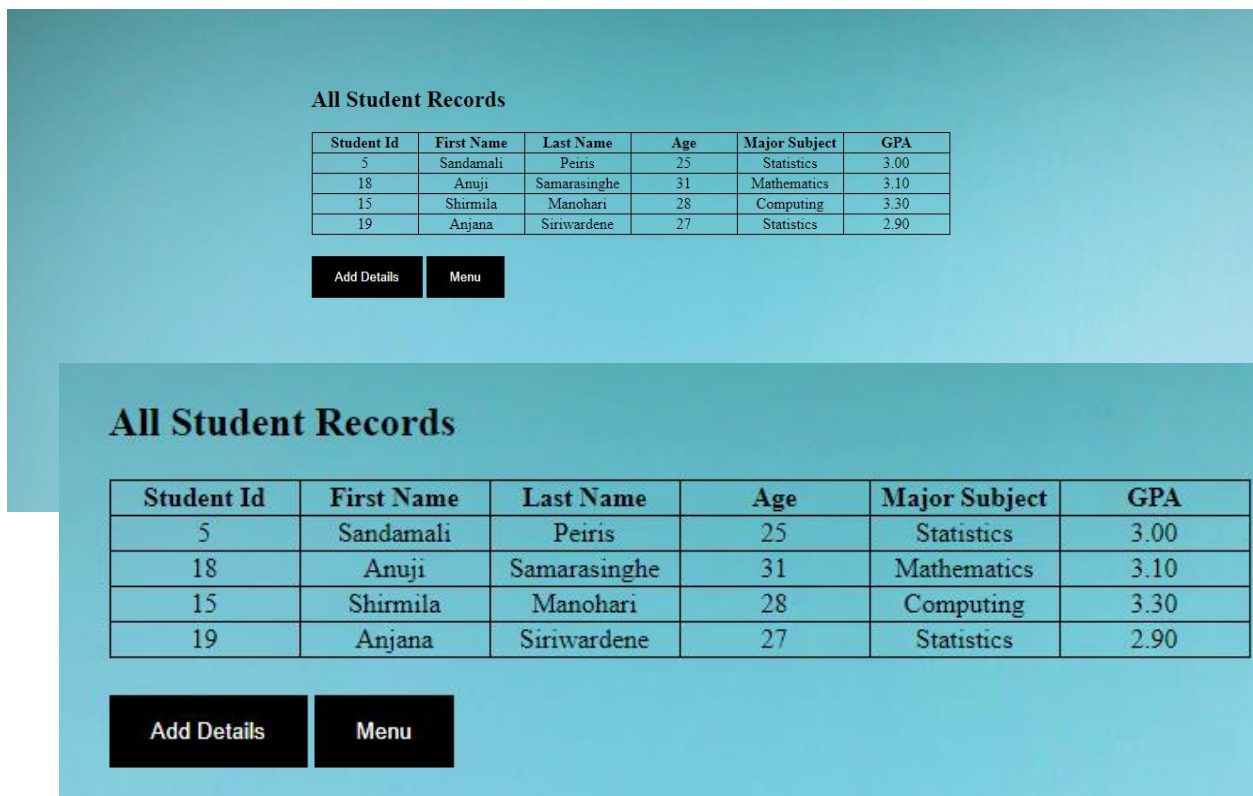 All Student Records
Student Id First Name Last Name Age Major Subject GPA
5 Sandamali Peiris 25 Statistics 3.00
18 Anuji Samarasinghe 31 Mathematics 3.10
15 Shirmila Manohari 28 Computing 3.30
19 Anjana Siriwardene 27 Statistics 2.90
Add Details Menu
All Student Records
Student Id First Name Last Name Age Major Subject GPA
5 Sandamali Peiris 25 Statistics 3.00
18 Anuji Samarasinghe 31 Mathematics 3.10
15 Shirmila Manohari 28 Computing 3.30
19 Anjana Siriwardene 27 Statistics 2.90
Add Details Menu